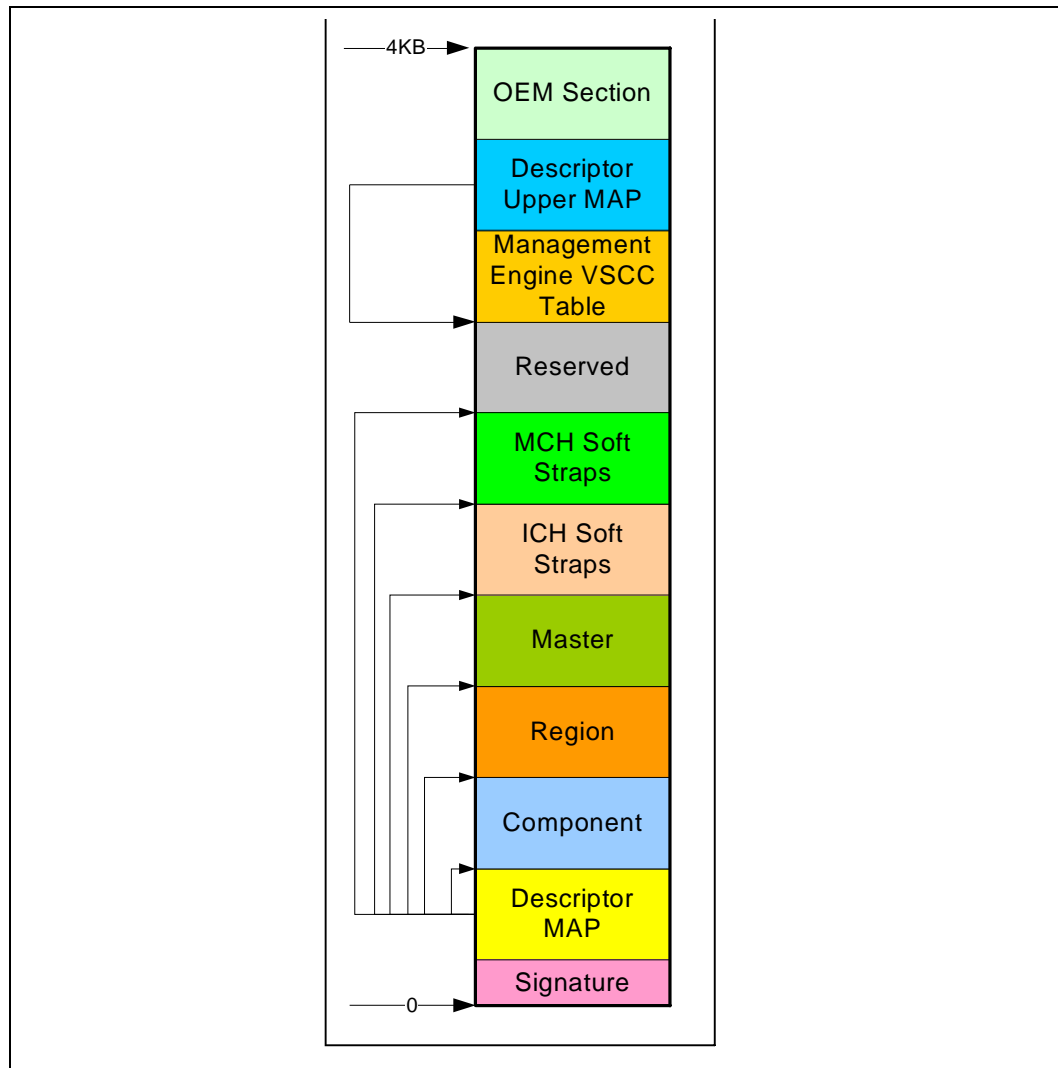 4KB
OEM Section
Descriptor
Upper MAP
Management
Engine VSCC
Table
Reserved
MCH Soft
Straps
ICH Soft
Straps
Master
Region
Component
Descriptor
MAP
Signature
0